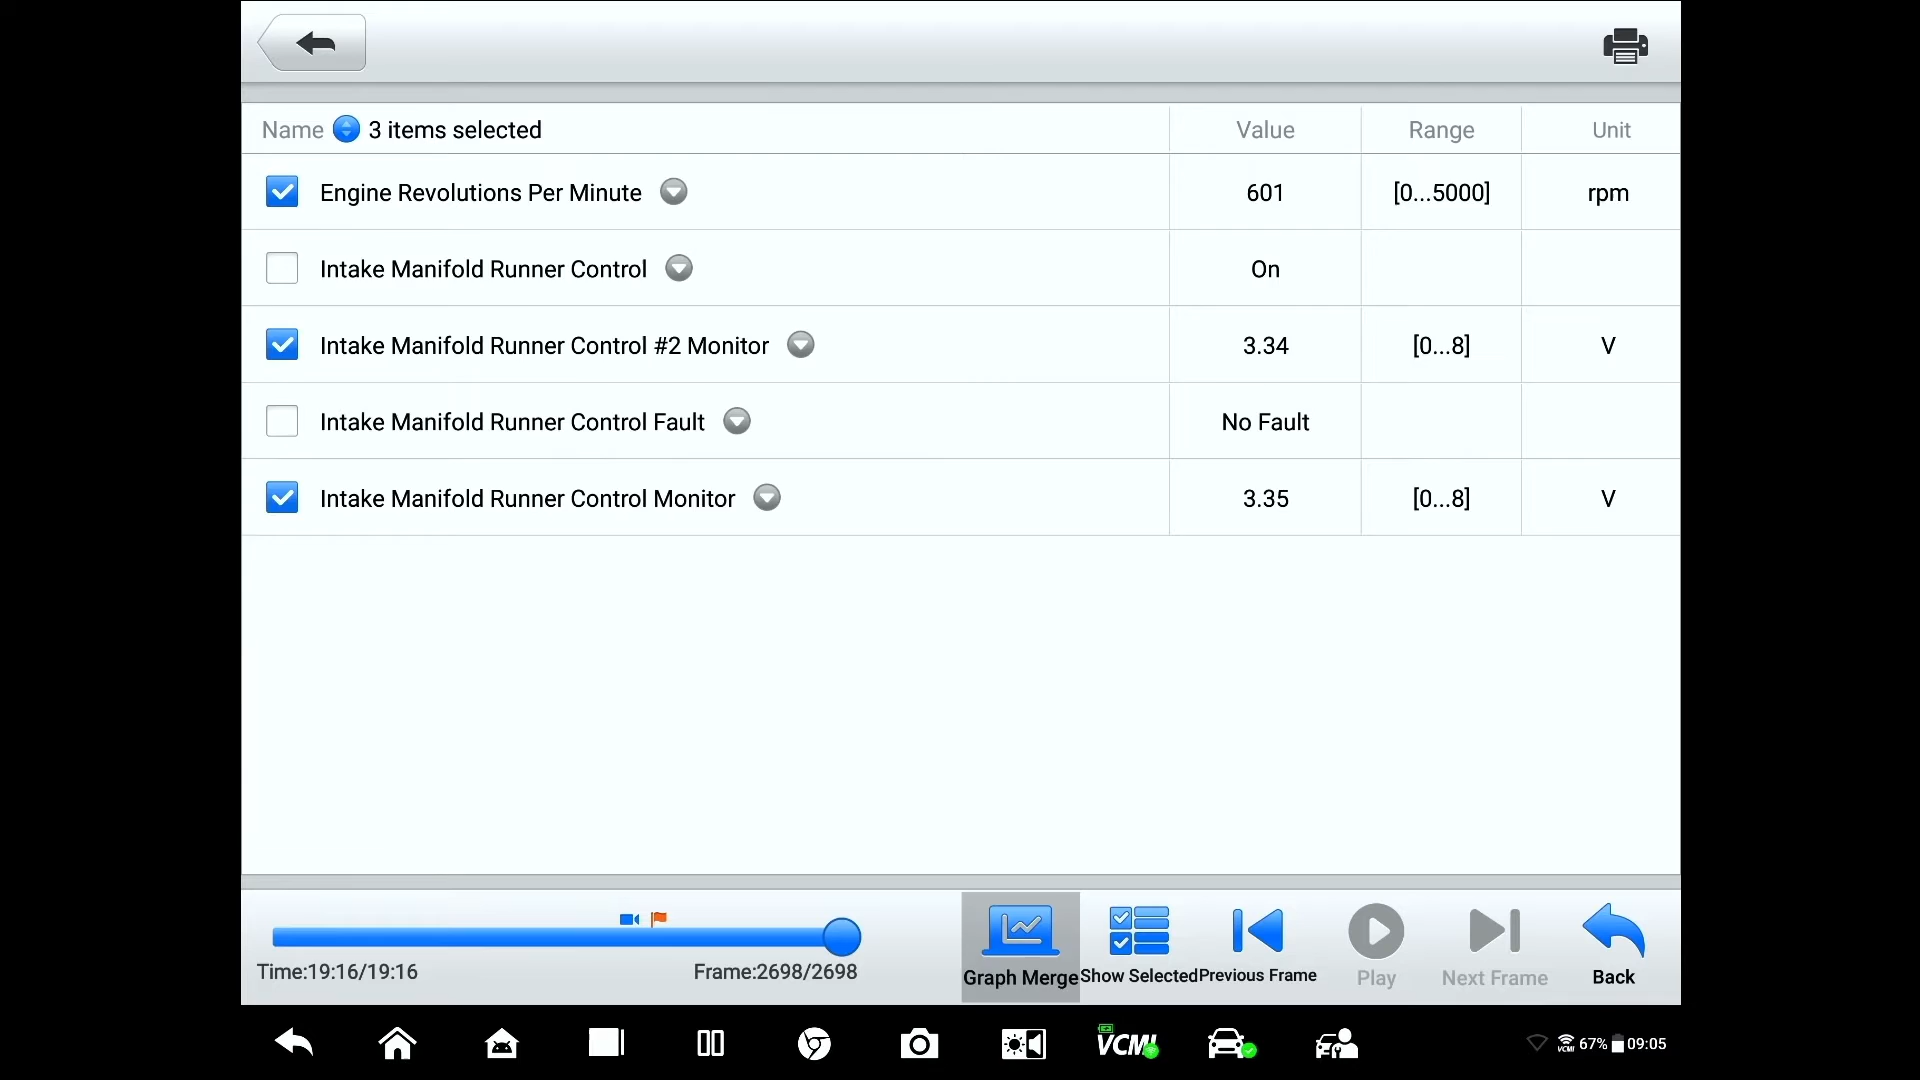 Name 3 items selected Value Range Unit
Engine Revolutions Per Minute 601 [0...5000] rpm
Intake Manifold Runner Control On
Intake Manifold Runner Control #2 Monitor 3.34 [0...8] V
Intake Manifold Runner Control Fault No Fault
Intake Manifold Runner Control Monitor 3.35 [0...8] V
Time:19:16/19:16 Frame:2698/2698
Graph Merge Show Selected Previous Frame Play Next Frame Back
VCMI VCMI 67% 09:05